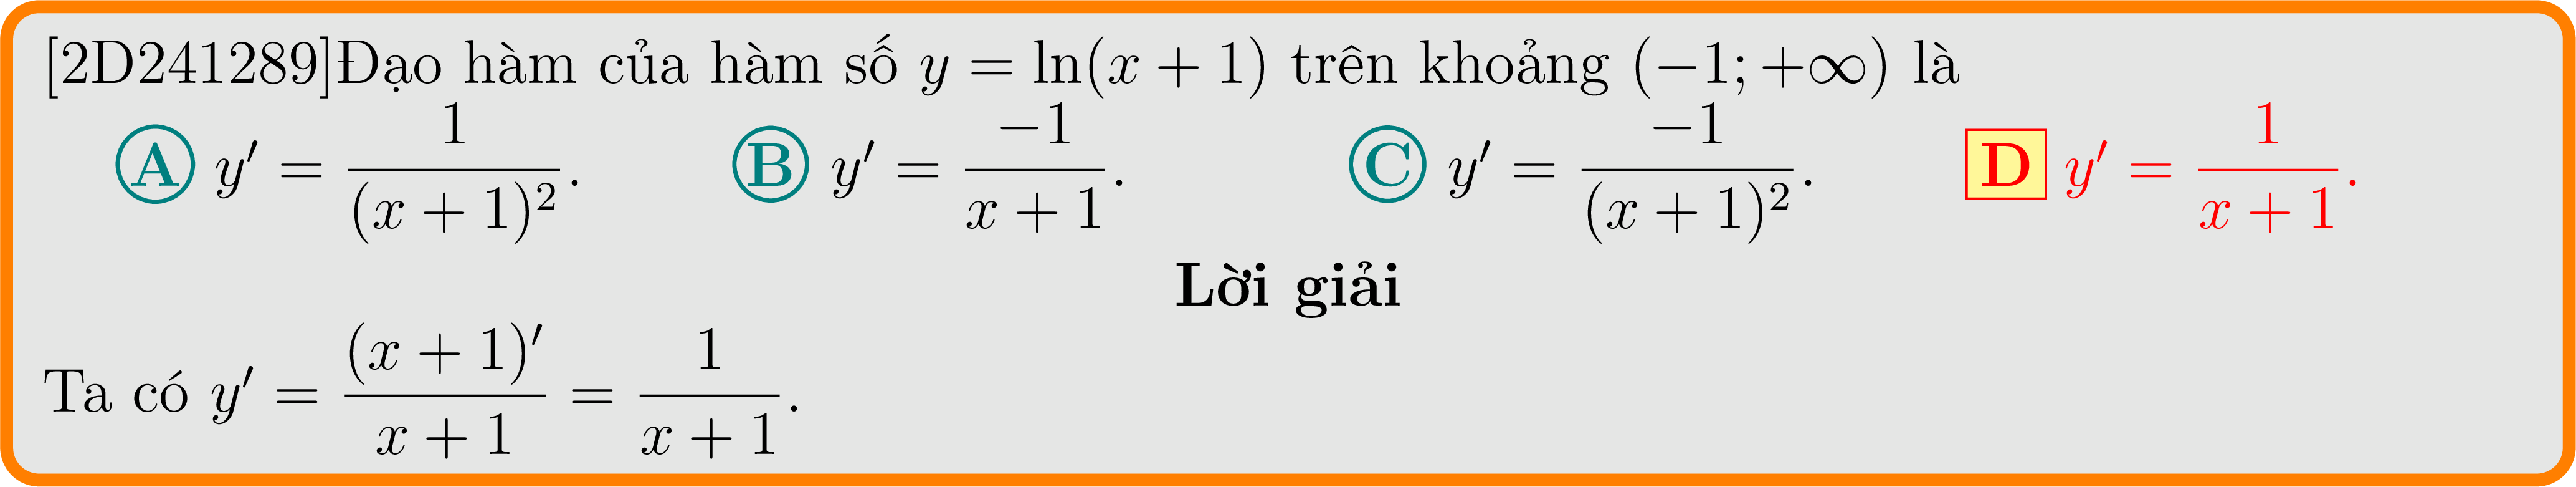 [2D241289]Đạo hàm của hàm số y = ln(x + 1) trên khoảng (−1; +∞) là
A y′ = \frac{1}{(x + 1)^2}. B y′ = \frac{−1}{x + 1}. C y′ = \frac{−1}{(x + 1)^2}. D y′ = \frac{1}{x + 1}.
Lời giải
Ta có y′ = \frac{(x + 1)′}{x + 1} = \frac{1}{x + 1}.